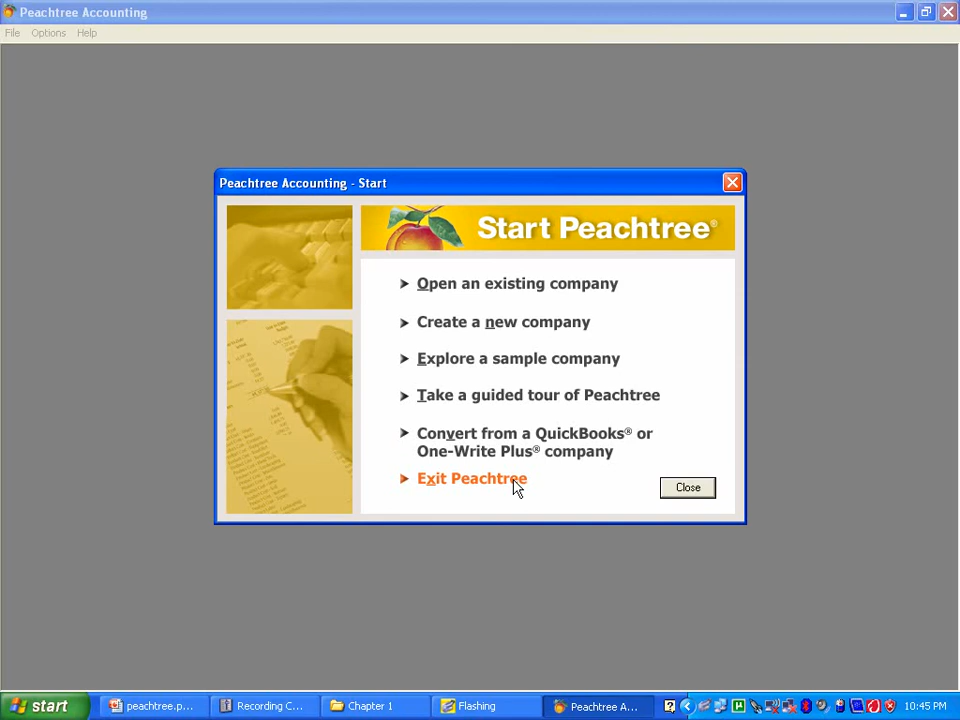 Peachtree Accounting
File Options Help
Peachtree Accounting - Start
Start Peachtree®
Open an existing company
Create a new company
Explore a sample company
Take a guided tour of Peachtree
Convert from a QuickBooks® or
One-Write Plus® company
Exit Peachtree
Close
start peachtree.p... Recording C... Chapter 1 Flashing Peachtree A... 10:45 PM